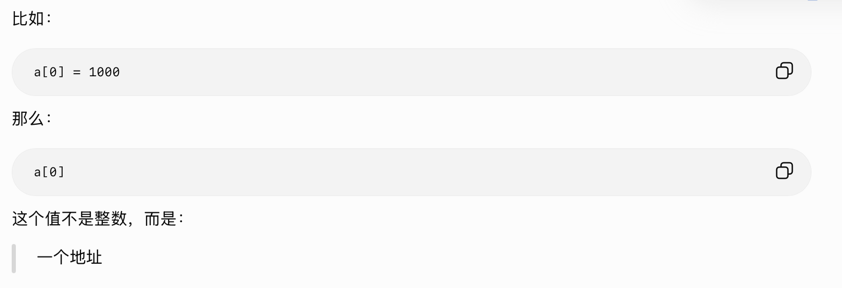 比如：
a[0] = 1000
那么：
a[0]
这个值不是整数，而是：
一个地址